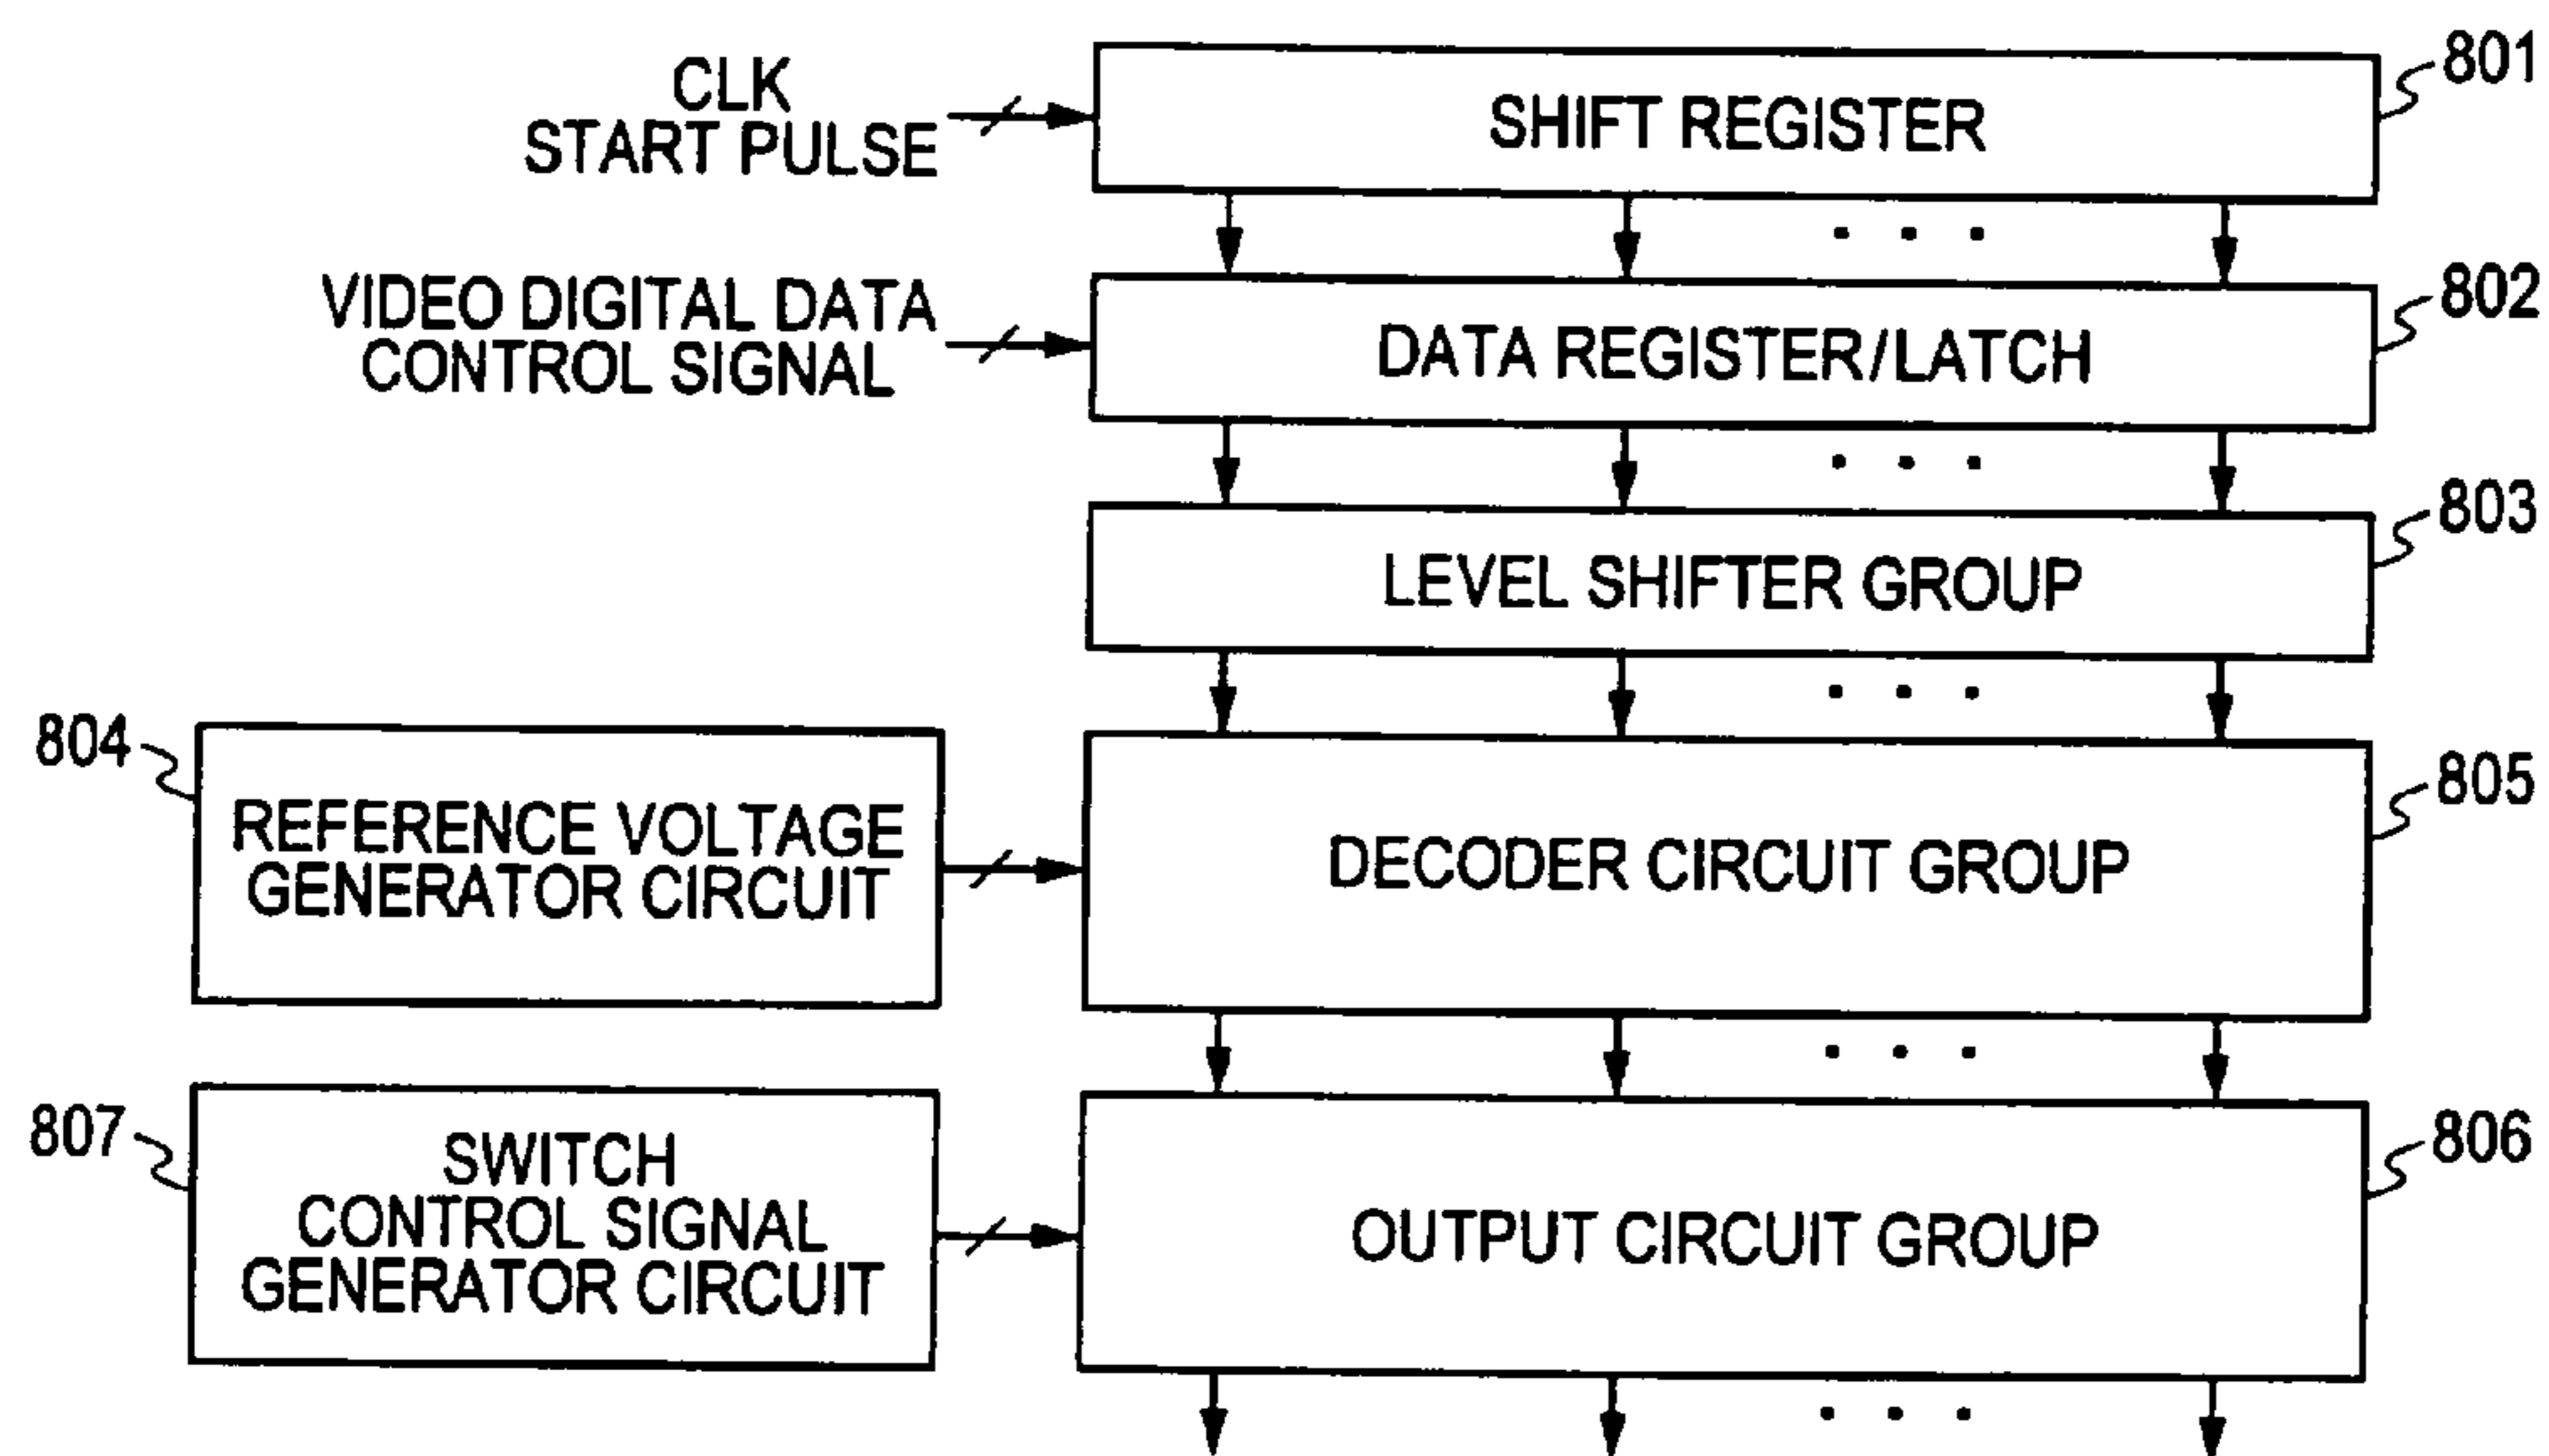 CLK
START PULSE
SHIFT REGISTER
801
VIDEO DIGITAL DATA
CONTROL SIGNAL
DATA REGISTER/LATCH
802
LEVEL SHIFTER GROUP
803
804
REFERENCE VOLTAGE
GENERATOR CIRCUIT
DECODER CIRCUIT GROUP
805
807
SWITCH
CONTROL SIGNAL
GENERATOR CIRCUIT
OUTPUT CIRCUIT GROUP
806